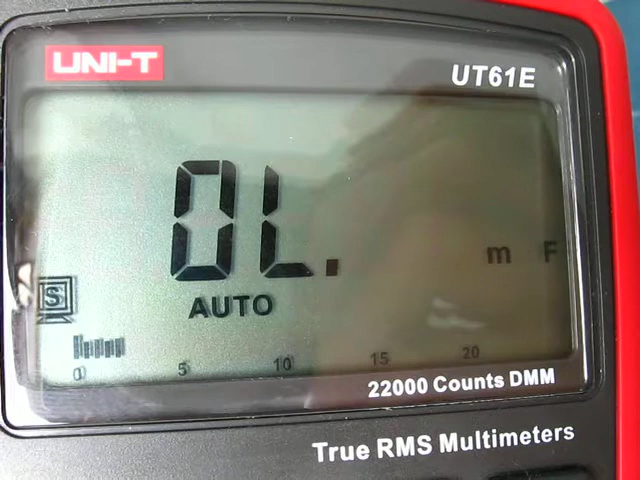 UNI-T
UT61E
OL.
m F
S
AUTO
0 5 10 15 20
22000 Counts DMM
True RMS Multimeters